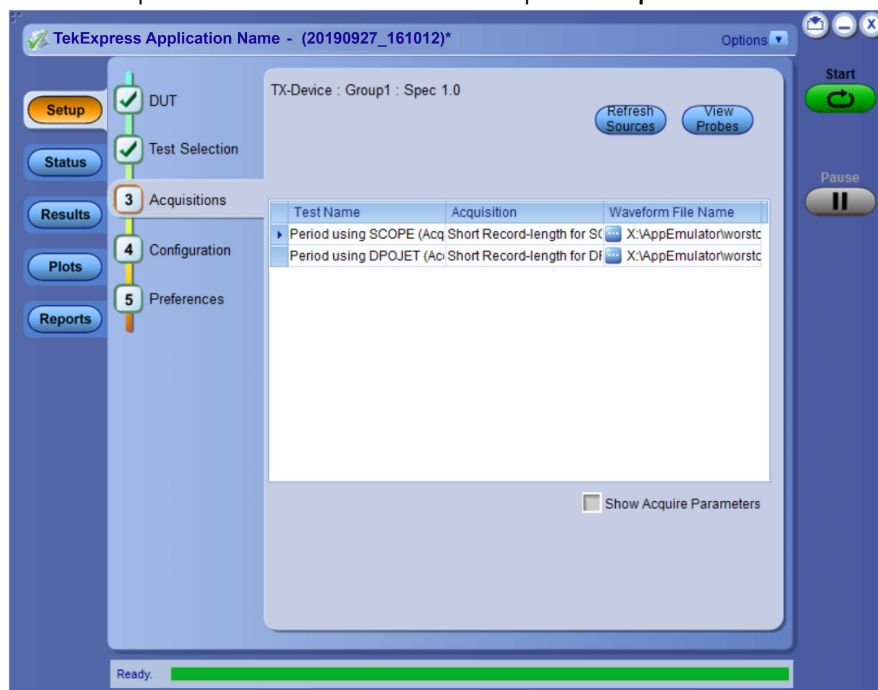 TekExpress Application Name - (20190927_161012)*
Options
Start
Pause
Setup
Status
Results
Plots
Reports
DUT
Test Selection
3 Acquisitions
4 Configuration
5 Preferences
TX-Device : Group1 : Spec 1.0
Refresh Sources
View Probes
Test Name Acquisition Waveform File Name
Period using SCOPE (Acq Short Record-length for SC ... X:\AppEmulator\worstc
Period using DPOJET (Acq Short Record-length for DF ... X:\AppEmulator\worstc
Show Acquire Parameters
Ready.